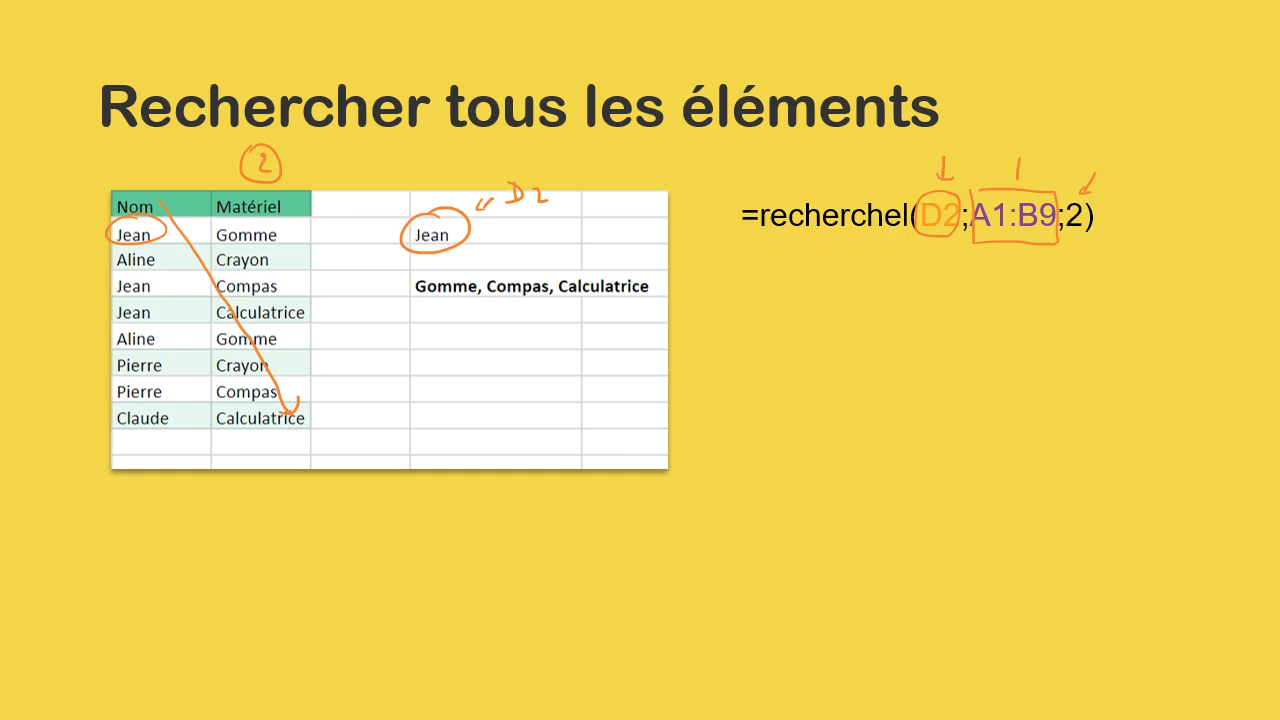 Rechercher tous les éléments
2
D2
=recherchel(D2;A1:B9;2)
Nom Matériel
Jean Gomme Jean
Aline Crayon
Jean Compas Gomme, Compas, Calculatrice
Jean Calculatrice
Aline Gomme
Pierre Crayon
Pierre Compas
Claude Calculatrice